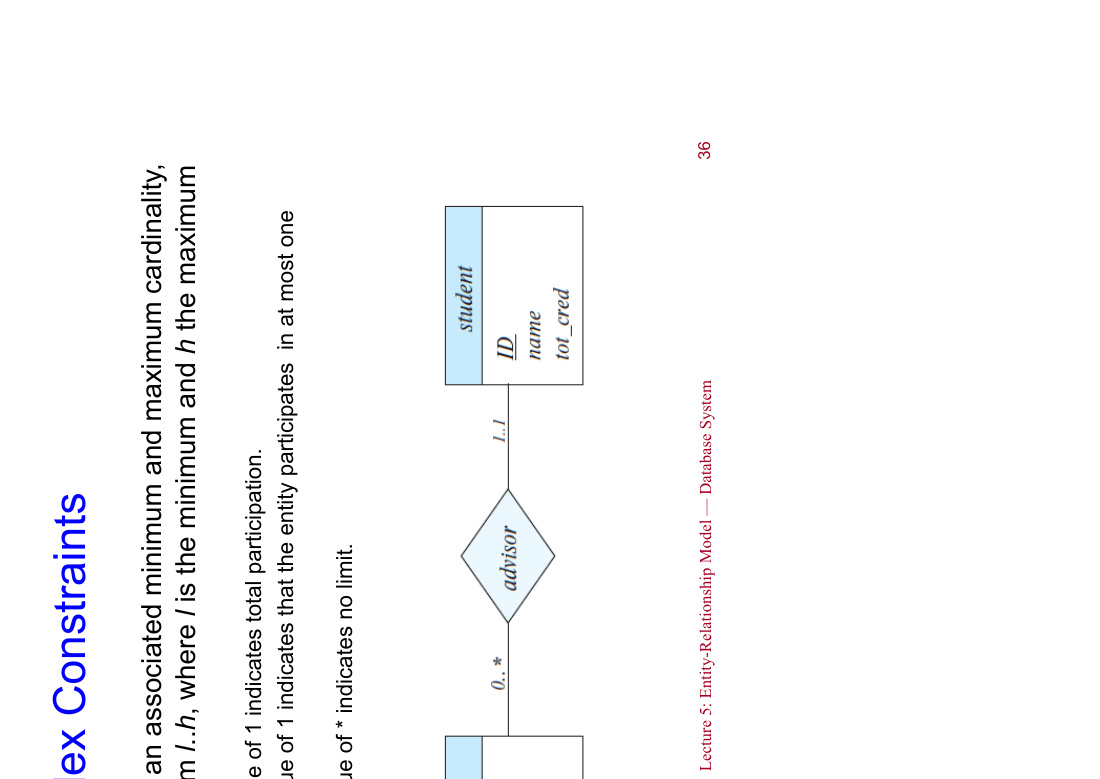 lex Constraints
an associated minimum and maximum cardinality,
m l..h, where l is the minimum and h the maximum
e of 1 indicates total participation.
ue of 1 indicates that the entity participates in at most one
ue of * indicates no limit.
0..* advisor 1..1 student
ID
name
tot_cred
Lecture 5: Entity-Relationship Model — Database System 36